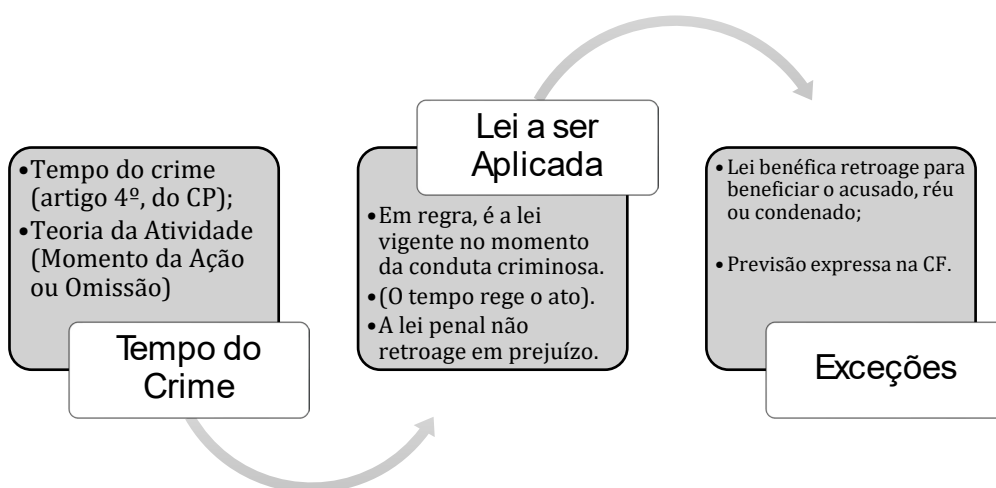 •Tempo do crime
(artigo 4º, do CP);
•Teoria da Atividade
(Momento da Ação
ou Omissão)
Tempo do
Crime
Lei a ser
Aplicada
•Em regra, é a lei
vigente no momento
da conduta criminosa.
•(O tempo rege o ato).
•A lei penal não
retroage em prejuízo.
•Lei benéfica retroage para
beneficiar o acusado, réu
ou condenado;
•Previsão expressa na CF.
Exceções